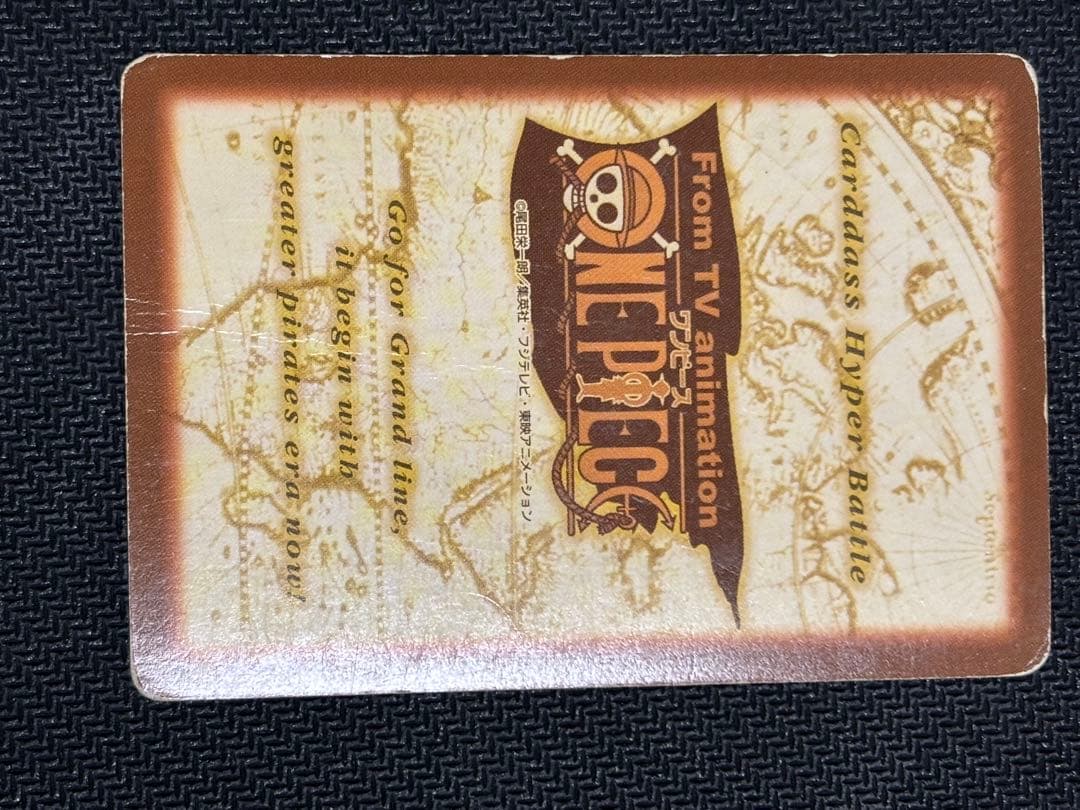 Carddass Hyper Battle
From TV animation
ワンピース
ONE PIECE
©尾田栄一郎／集英社・フジテレビ・東映アニメーション
Go for Grand line,
it begin with
greater pirates era now!